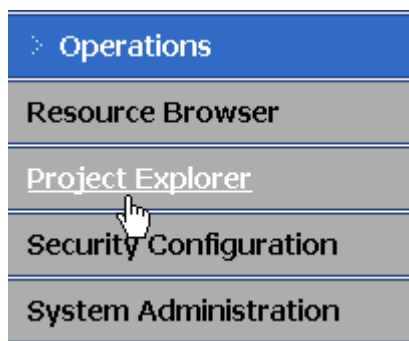 Operations
Resource Browser
Project Explorer
Security Configuration
System Administration